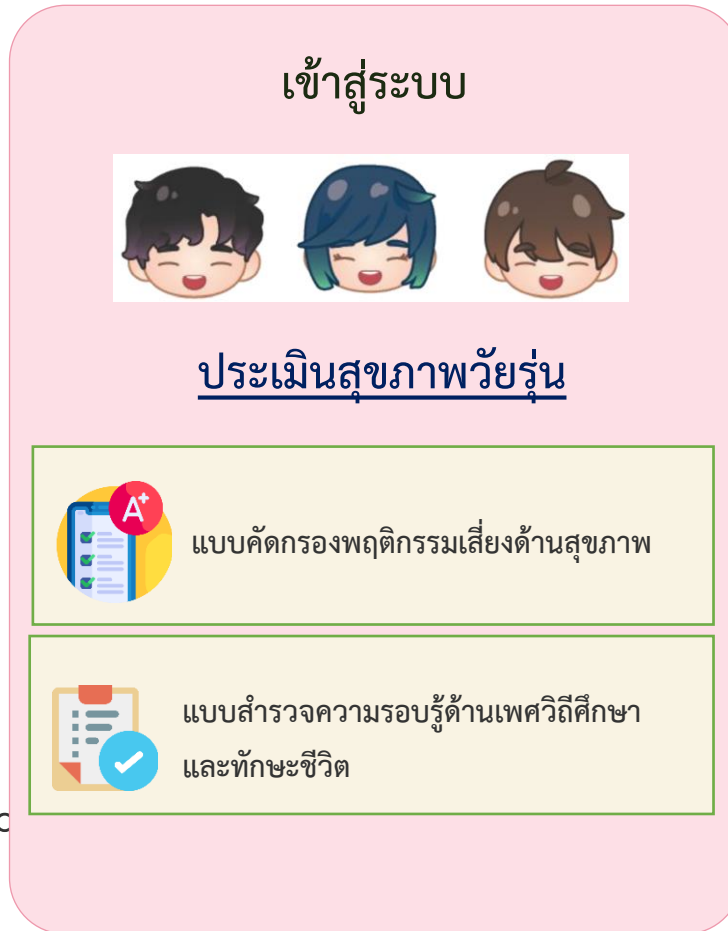 เข้าสู่ระบบ
ประเมินสุขภาพวัยรุ่น
A+
แบบคัดกรองพฤติกรรมเสี่ยงด้านสุขภาพ
แบบสำรวจความรอบรู้ด้านเพศวิถีศึกษา
และทักษะชีวิต